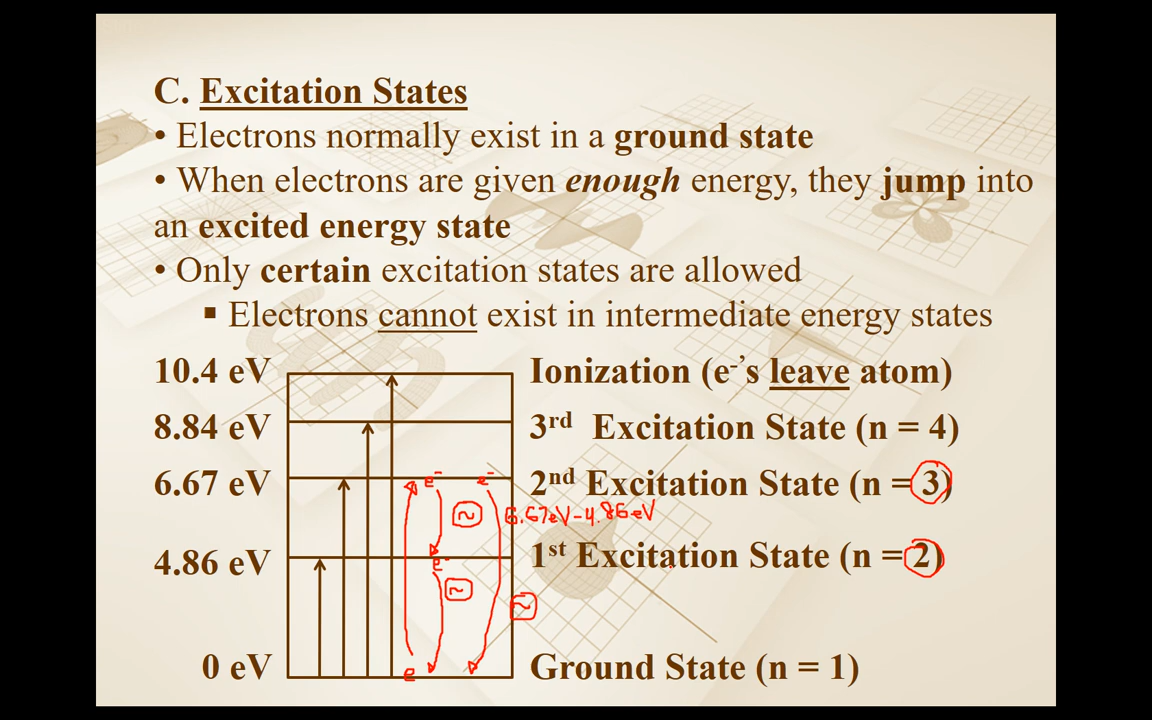 C. Excitation States
• Electrons normally exist in a ground state
• When electrons are given enough energy, they jump into
an excited energy state
• Only certain excitation states are allowed
▪ Electrons cannot exist in intermediate energy states
10.4 eV Ionization (e⁻'s leave atom)
8.84 eV 3rd Excitation State (n = 4)
e⁻ e⁻
6.67 eV 2nd Excitation State (n = 3)
~ 6.67eV-4.86eV
4.86 eV 1st Excitation State (n = 2)
e⁻
~
~
0 eV Ground State (n = 1)
e